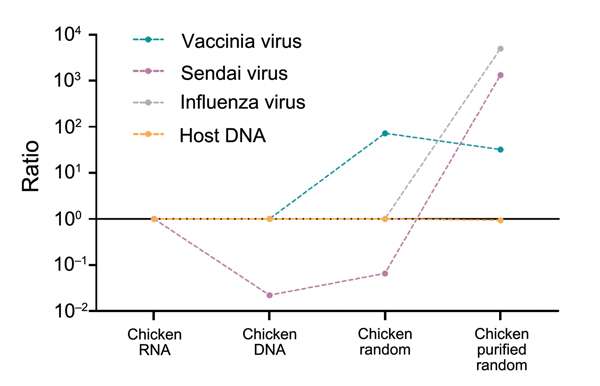 10⁴
10³
10²
10¹
10⁰
10⁻¹
10⁻²
Ratio
Vaccinia virus
Sendai virus
Influenza virus
Host DNA
Chicken
RNA
Chicken
DNA
Chicken
random
Chicken
purified
random